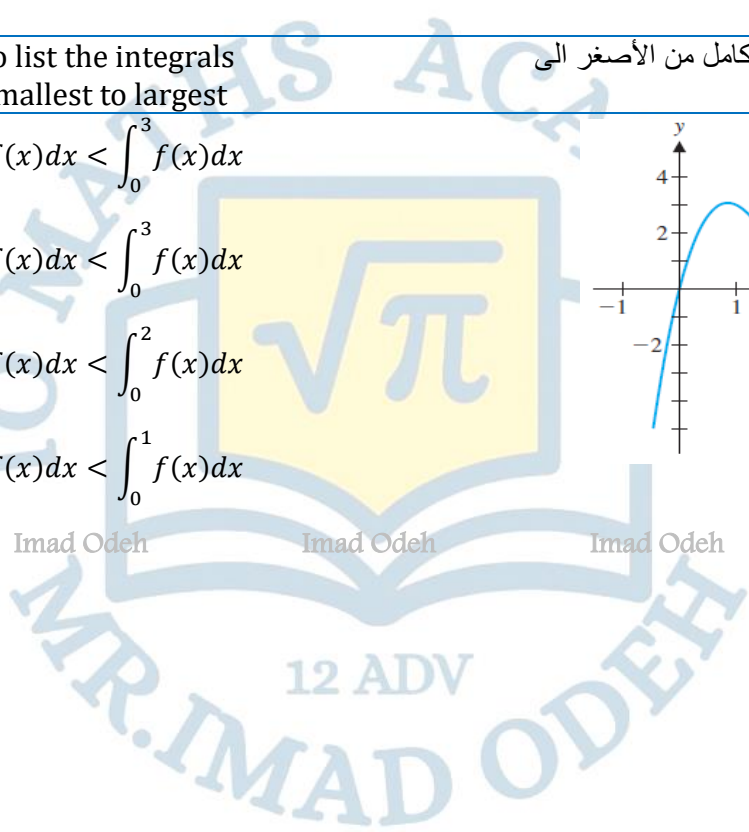 list the integrals
كامل من الأصغر الى
mallest to largest
(x)dx < ∫₀³ f(x)dx
(x)dx < ∫₀³ f(x)dx
(x)dx < ∫₀² f(x)dx
(x)dx < ∫₀¹ f(x)dx
y
4
2
−1
1
−2
√π
Imad Odeh Imad Odeh Imad Odeh
12 ADV
MR.IMAD ODEH